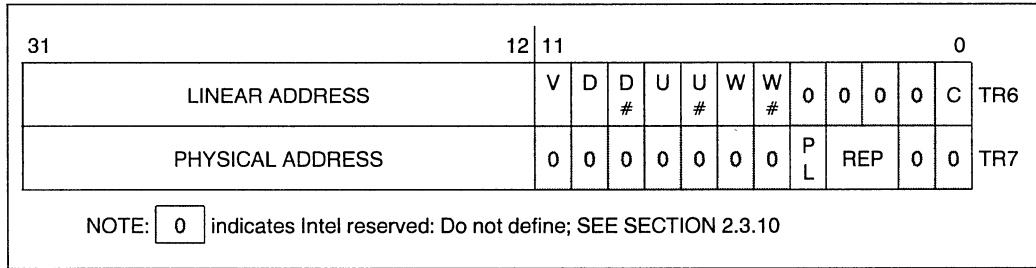 31 12 11 0
LINEAR ADDRESS V D D# U U# W W# 0 0 0 0 C TR6
PHYSICAL ADDRESS 0 0 0 0 0 0 0 PL REP 0 0 TR7
NOTE: 0 indicates Intel reserved: Do not define; SEE SECTION 2.3.10